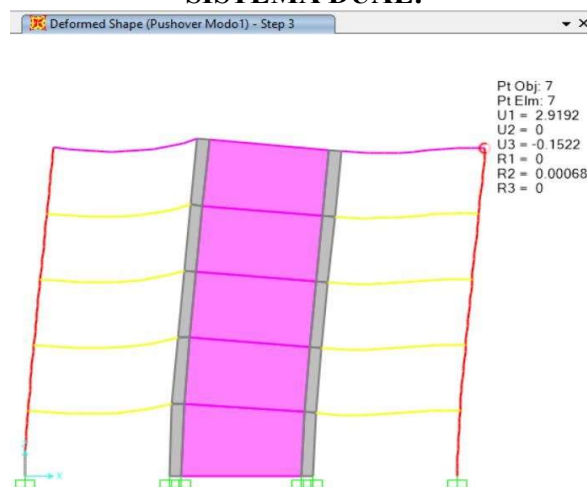 SISTEMA DUAL:
Deformed Shape (Pushover Modo1) - Step 3
Pt Obj: 7
Pt Elm: 7
U1 = 2.9192
U2 = 0
U3 = -0.1522
R1 = 0
R2 = 0.00068
R3 = 0
X